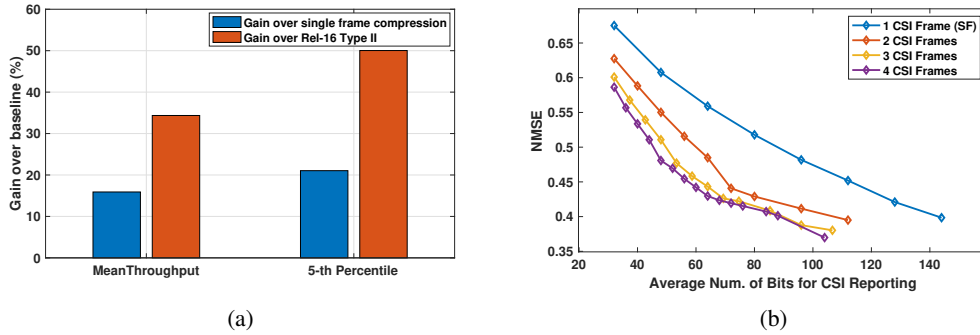 60
50
40
30
20
10
0
Gain over baseline (%)
Gain over single frame compression
Gain over Rel-16 Type II
MeanThroughput
5-th Percentile
(a)
0.65
0.6
0.55
0.5
0.45
0.4
0.35
NMSE
1 CSI Frame (SF)
2 CSI Frames
3 CSI Frames
4 CSI Frames
20
40
60
80
100
120
140
Average Num. of Bits for CSI Reporting
(b)